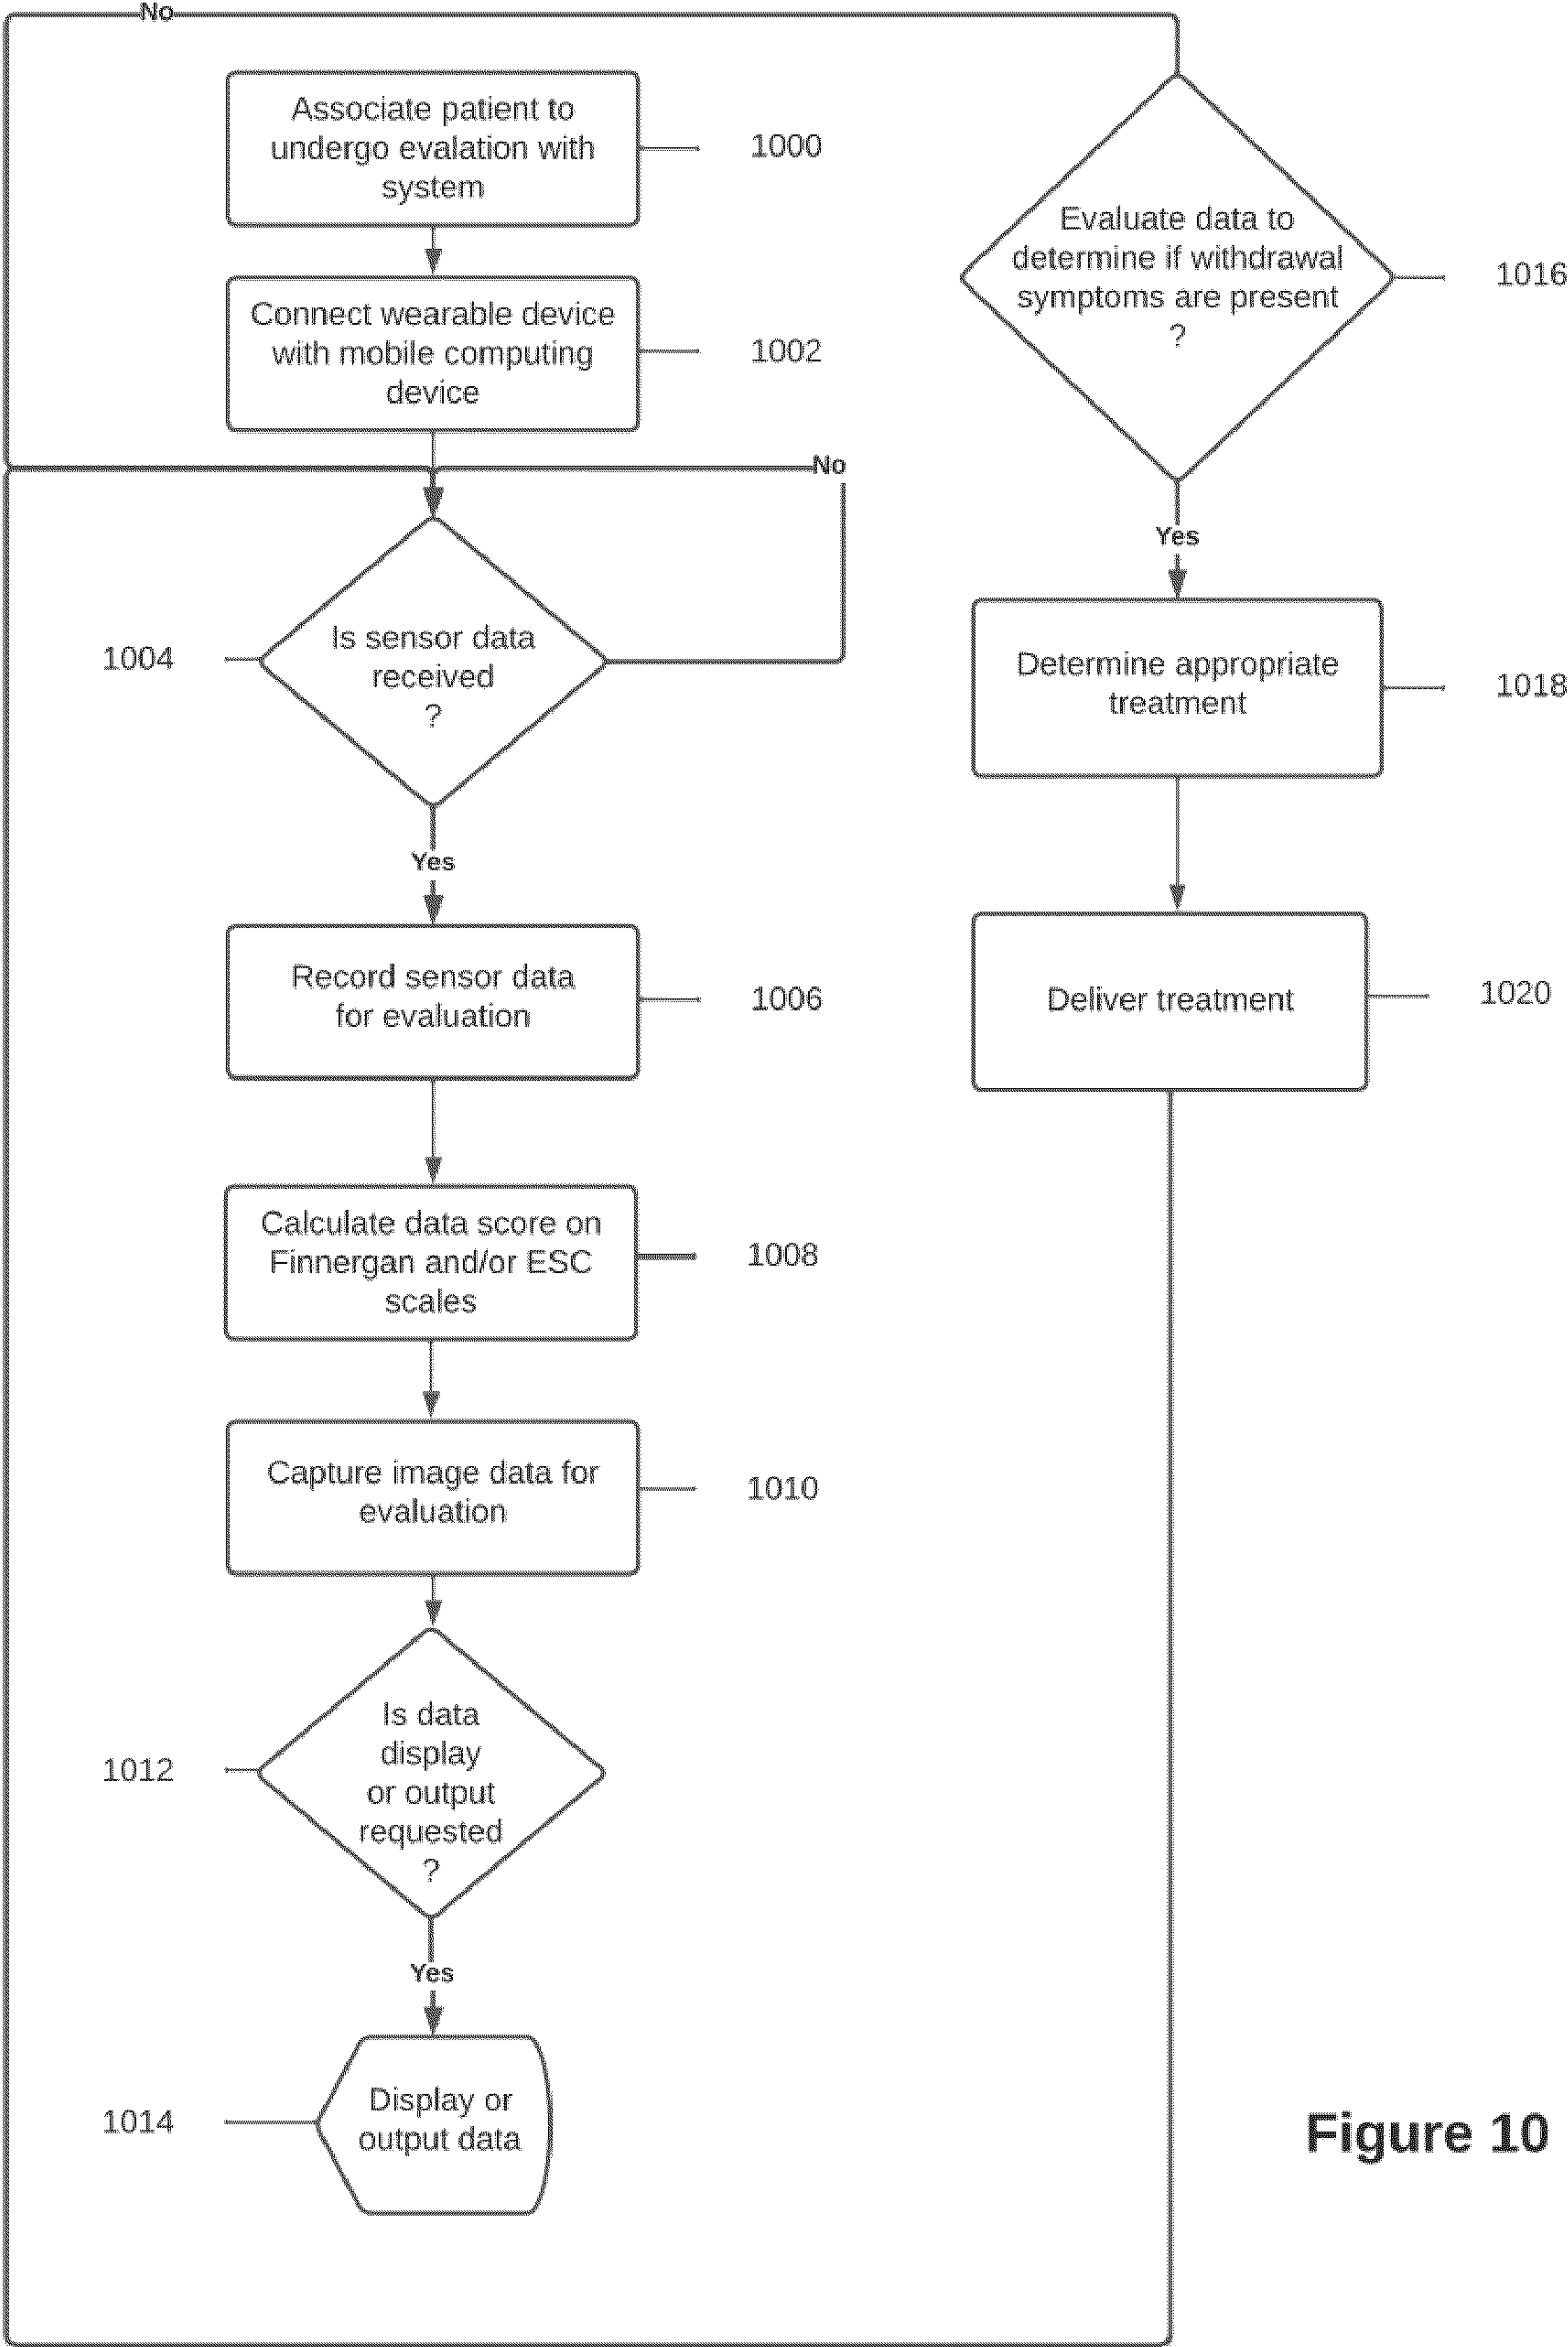 No
Associate patient to
undergo evalation with
system
1000
Connect wearable device
with mobile computing
device
1002
No
Is sensor data
received
?
1004
Yes
Record sensor data
for evaluation
1006
Calculate data score on
Finnergan and/or ESC
scales
1008
Capture image data for
evaluation
1010
Is data
display
or output
requested
?
1012
Yes
Display or
output data
1014
Evaluate data to
determine if withdrawal
symptoms are present
?
1016
Yes
Determine appropriate
treatment
1018
Deliver treatment
1020
Figure 10